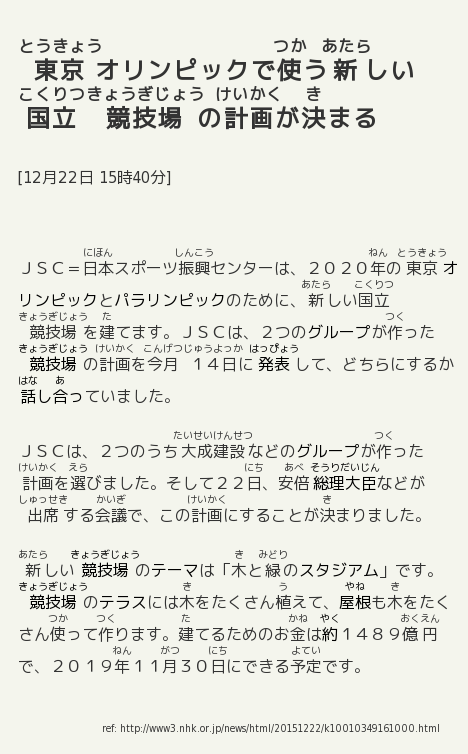 とうきょう つか あたら
東京 オリンピックで使う 新しい
こくりつきょうぎじょう けいかく き
国立 競技場 の計画が決まる
[12月22日 15時40分]
にほん しんこう ねん とうきょう
ＪＳＣ＝日本スポーツ振興センターは、２０２０年の 東京 オ
あたら こくりつ
リンピックとパラリンピックのために、新しい国立
きょうぎじょう た つく
競技場 を建てます。ＪＳＣは、２つのグループが作った
きょうぎじょう けいかく こんげつじゅうよっか はっぴょう
競技場 の計画を今月 １４日に 発表 して、どちらにするか
はな あ
話し合っていました。
たいせいけんせつ つく
ＪＳＣは、２つのうち大成建設などのグループが作った
けいかく えら にち あべ そうりだいじん
計画を選びました。そして２２日、安倍 総理大臣などが
しゅっせき かいぎ けいかく き
出席 する会議で、この計画にすることが決まりました。
あたら きょうぎじょう き みどり
新しい 競技場 のテーマは「木と緑のスタジアム」です。
きょうぎじょう き う やね き
競技場 のテラスには木をたくさん植えて、屋根も木をたく
つか つく た かね やく おくえん
さん使って作ります。建てるためのお金は約１４８９億円
ねん がつ にち よてい
で、２０１９年１１月３０日にできる予定です。
ref: http://www3.nhk.or.jp/news/html/20151222/k10010349161000.html